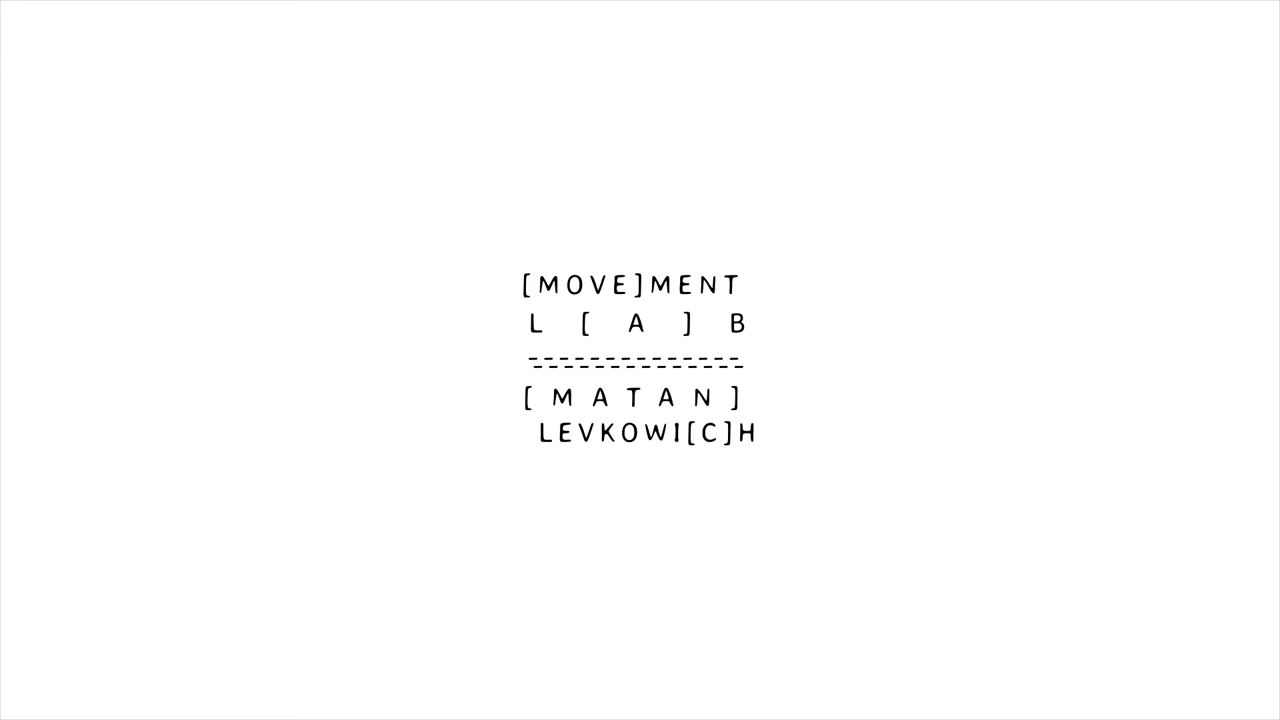 [MOVE]MENT
L [ A ] B
--------------
--------------
[ M A T A N ]
LEVKOWI[C]H